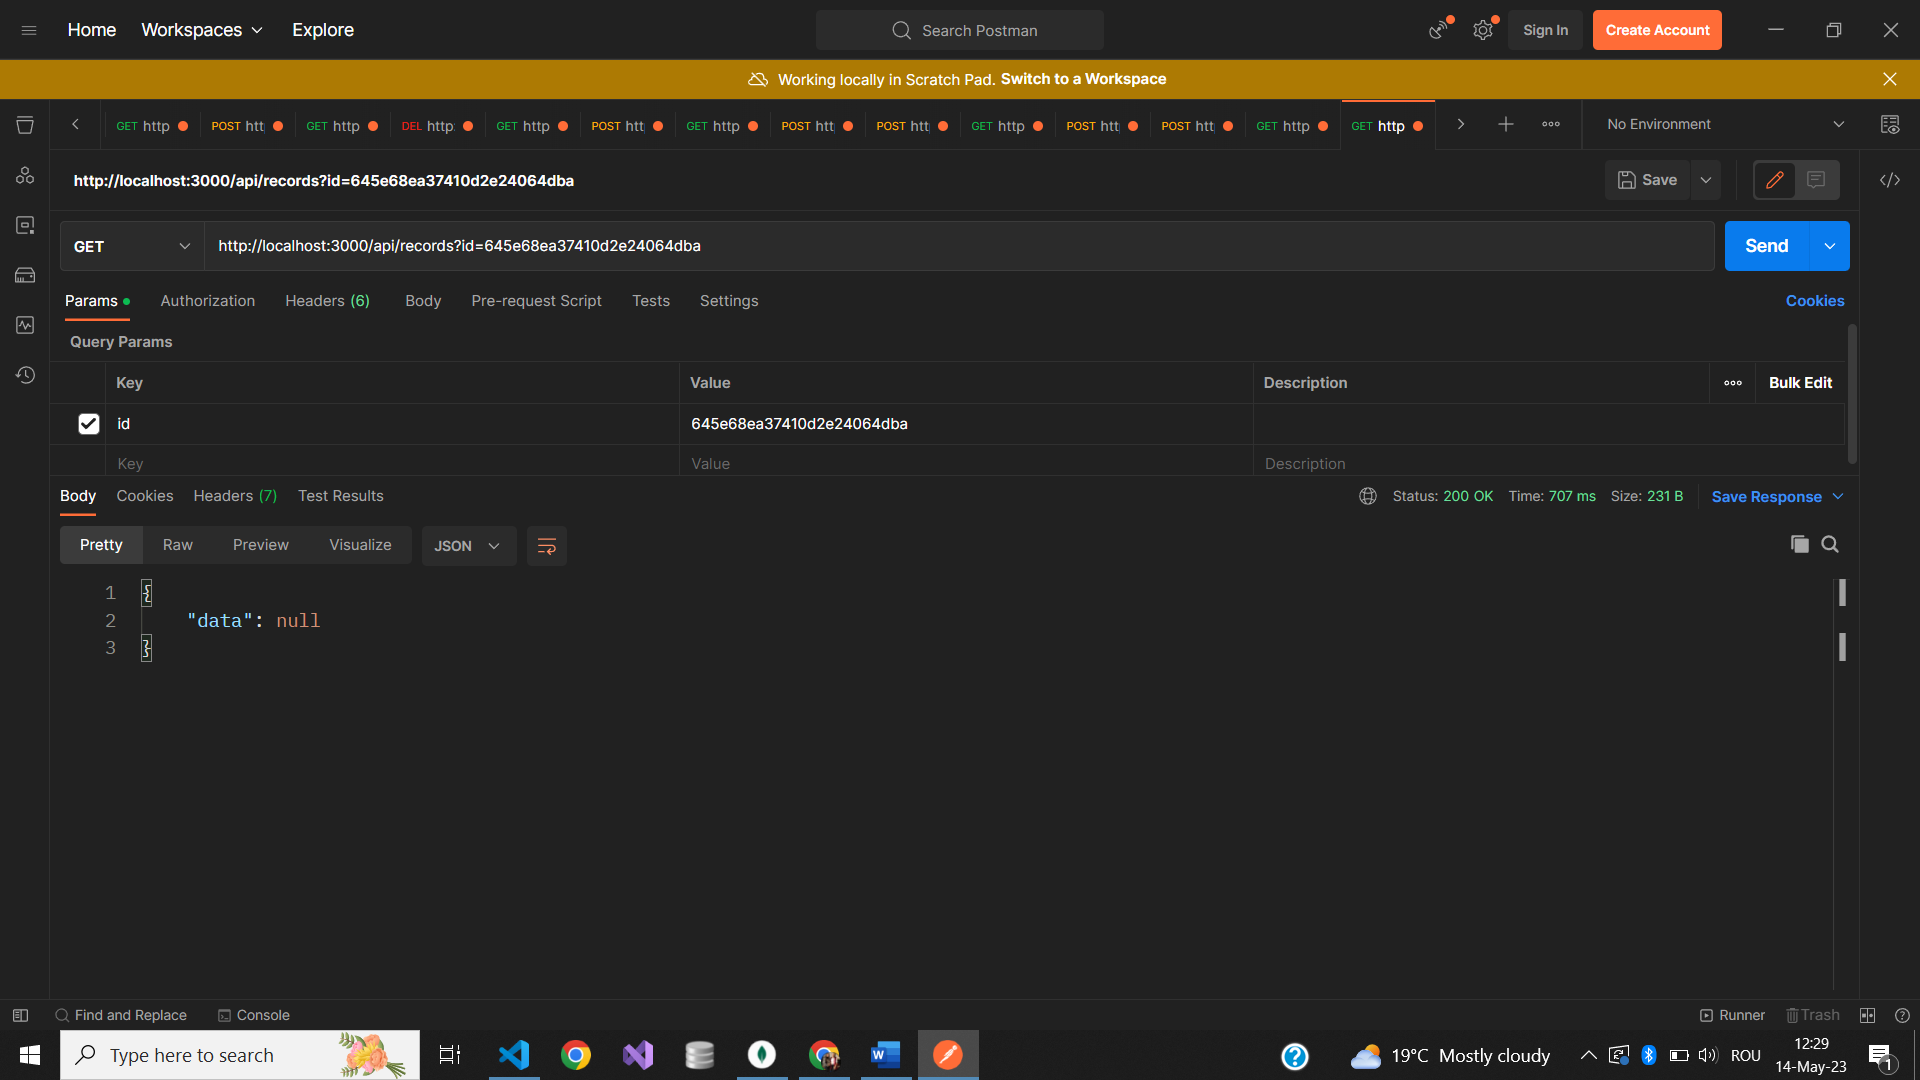 Home Workspaces Explore Search Postman Sign In Create Account
Working locally in Scratch Pad. Switch to a Workspace
GET http POST htt GET http DEL http GET http POST htt GET http POST htt POST htt GET http POST htt POST htt GET http GET http No Environment
http://localhost:3000/api/records?id=645e68ea37410d2e24064dba Save
GET http://localhost:3000/api/records?id=645e68ea37410d2e24064dba Send
Params Authorization Headers (6) Body Pre-request Script Tests Settings Cookies
Query Params
Key Value Description Bulk Edit
id 645e68ea37410d2e24064dba
Key Value Description
Body Cookies Headers (7) Test Results Status: 200 OK Time: 707 ms Size: 231 B Save Response
Pretty Raw Preview Visualize JSON
1 {
2 "data": null
3 }
Find and Replace Console Runner Trash
Type here to search 19°C Mostly cloudy ROU 12:29
14-May-23 1